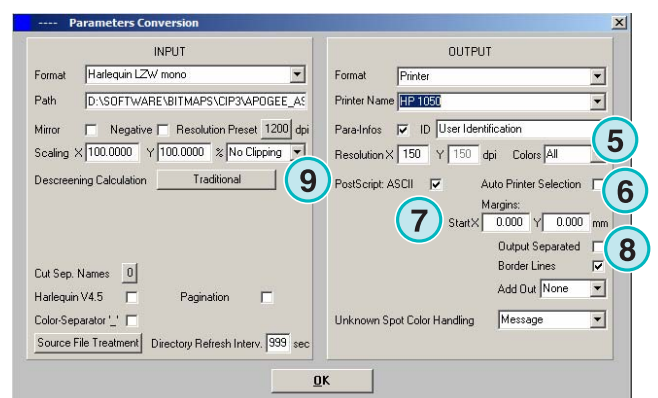 ---- Parameters Conversion
INPUT
Format Harlequin LZW mono
Path D:\SOFTWARE\BITMAPS\CIP3\APOGEE_AS
Mirror Negative Resolution Preset 1200 dpi
Scaling X 100.0000 Y 100.0000 % No Clipping
Descreening Calculation Traditional 9
Cut Sep. Names 0
Harlequin V4.5 Pagination
Color-Separator '_'
Source File Treatment Directory Refresh Interv. 999 sec
OUTPUT
Format Printer
Printer Name HP 1050
Para-Infos ID User Identification
5
Resolution X 150 Y 150 dpi Colors All
PostScript: ASCII Auto Printer Selection 6
Margins:
7 Start X 0.000 Y 0.000 mm
Output Separated 8
Border Lines
Add Out None
Unknown Spot Color Handling Message
OK